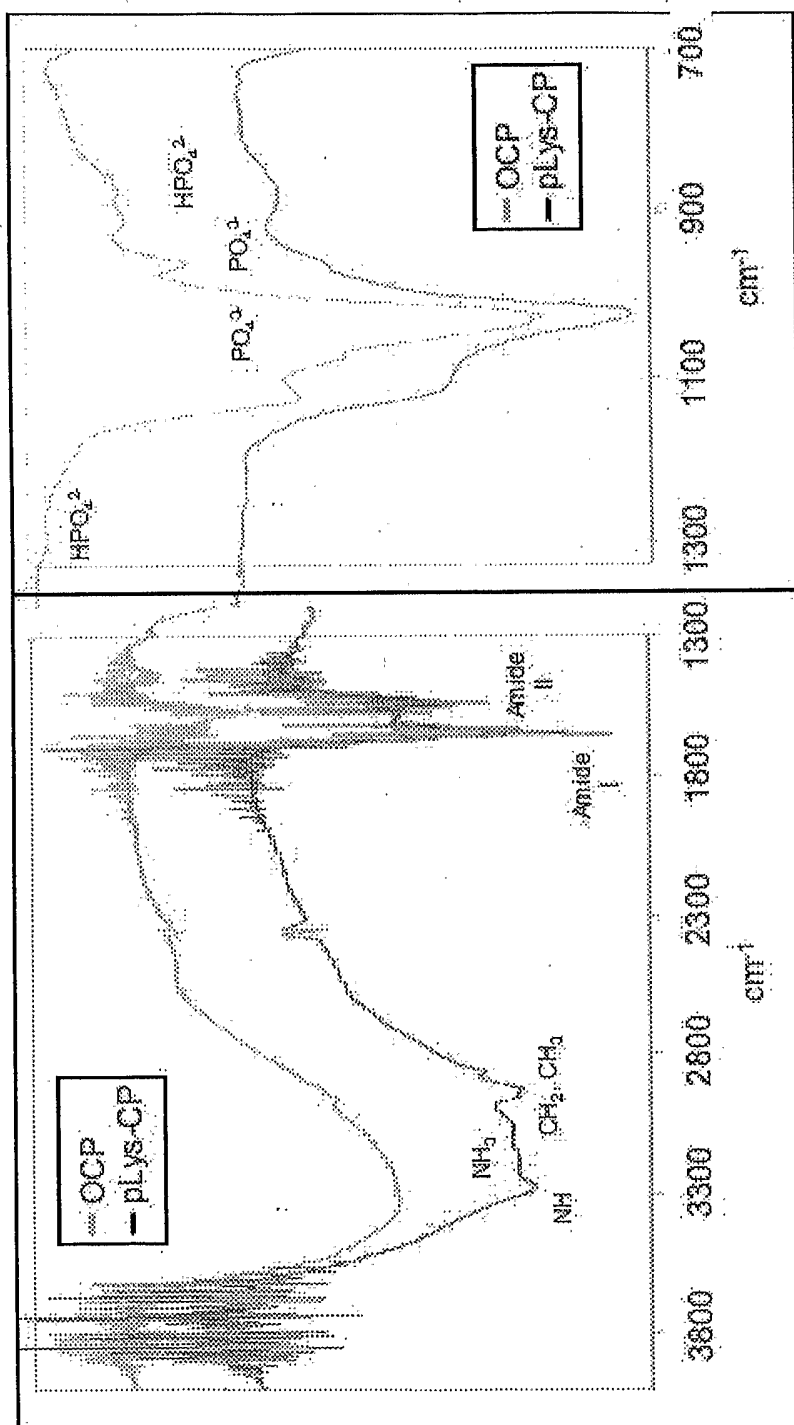 OCP
pLys-CP
NH
NH3
CH2, CH3
Amide
I
Amide
II
3800
3300
2800
2300
1800
1300
cm-1
HPO4 2-
PO4 3-
PO4 3-
HPO4 2-
OCP
pLys-CP
1300
1100
900
700
cm-1